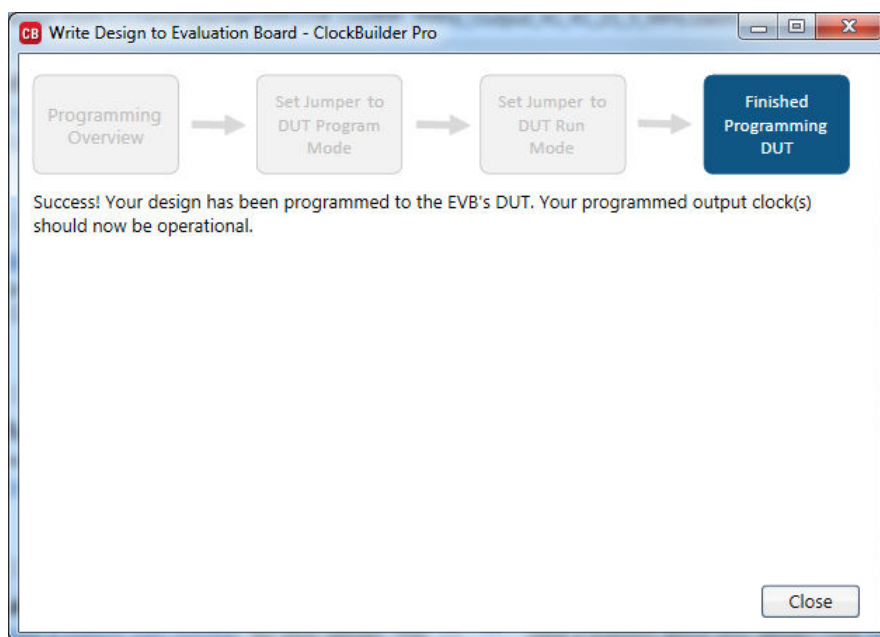 CB Write Design to Evaluation Board - ClockBuilder Pro
Programming
Overview
Set Jumper to
DUT Program
Mode
Set Jumper to
DUT Run
Mode
Finished
Programming
DUT
Success! Your design has been programmed to the EVB's DUT. Your programmed output clock(s)
should now be operational.
Close